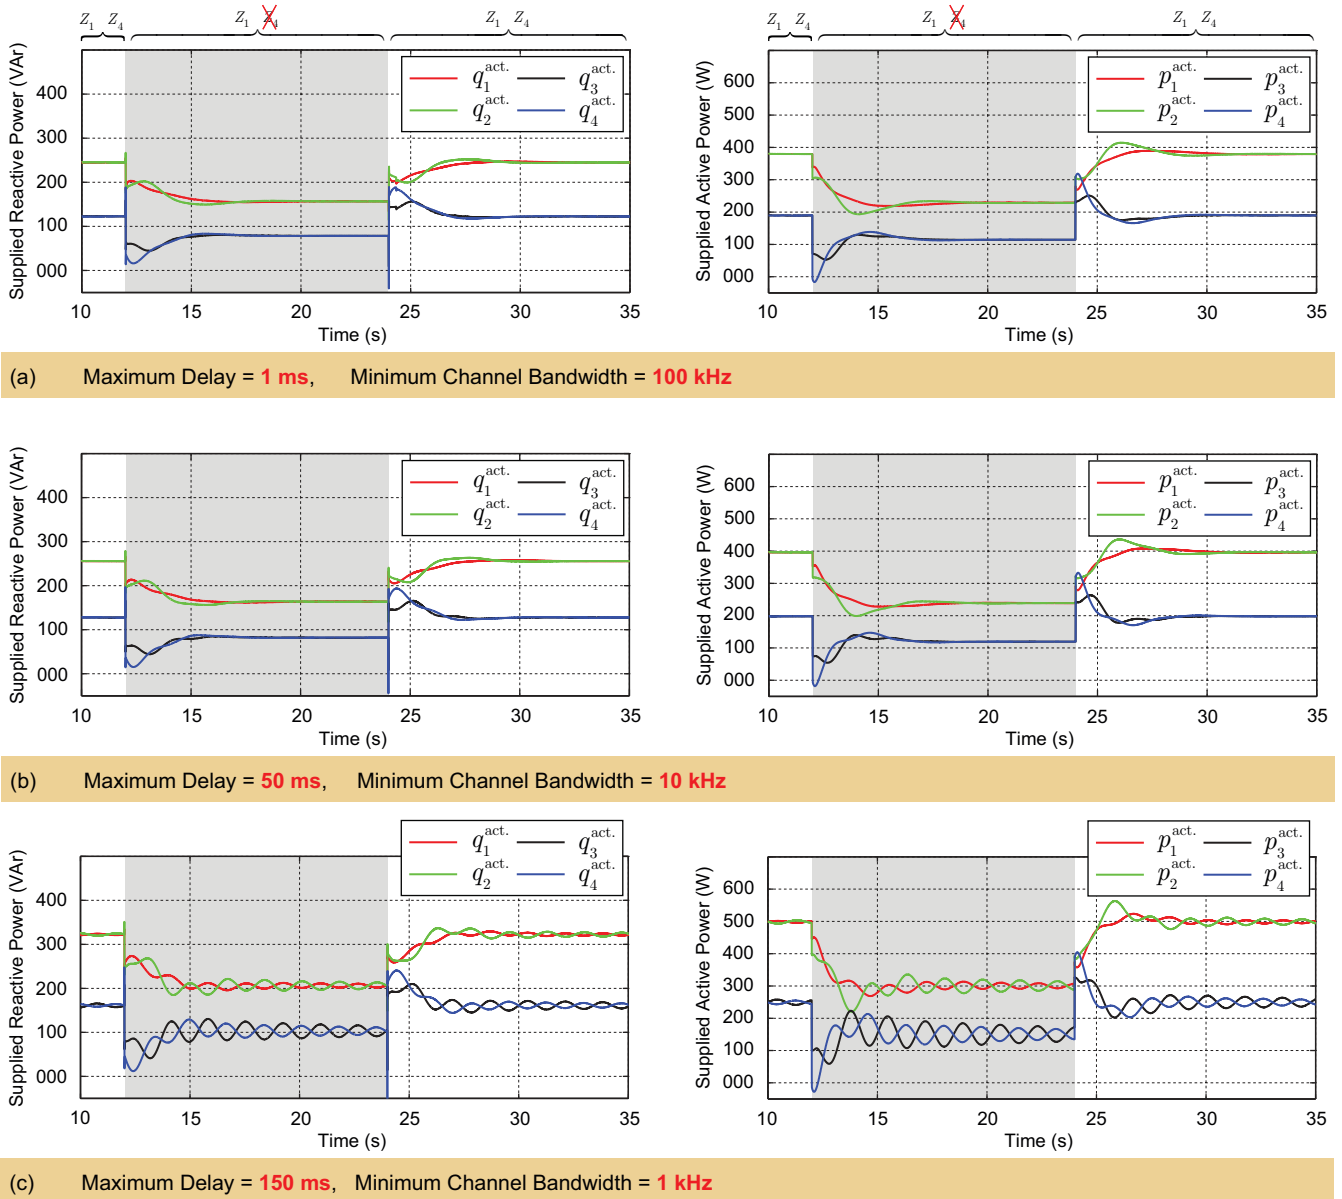 Z1 Z4 Z1 Z4 Z1 Z4
Z1 Z4 Z1 Z4 Z1 Z4
Supplied Reactive Power (VAr)
400
300
200
100
000
q1act. q3act.
q2act. q4act.
10 15 20 25 30 35
Time (s)
Supplied Active Power (W)
600
500
400
300
200
100
000
p1act. p3act.
p2act. p4act.
10 15 20 25 30 35
Time (s)
(a) Maximum Delay = 1 ms, Minimum Channel Bandwidth = 100 kHz
Supplied Reactive Power (VAr)
400
300
200
100
000
q1act. q3act.
q2act. q4act.
10 15 20 25 30 35
Time (s)
Supplied Active Power (W)
600
500
400
300
200
100
000
p1act. p3act.
p2act. p4act.
10 15 20 25 30 35
Time (s)
(b) Maximum Delay = 50 ms, Minimum Channel Bandwidth = 10 kHz
Supplied Reactive Power (VAr)
400
300
200
100
000
q1act. q3act.
q2act. q4act.
10 15 20 25 30 35
Time (s)
Supplied Active Power (W)
600
500
400
300
200
100
000
p1act. p3act.
p2act. p4act.
10 15 20 25 30 35
Time (s)
(c) Maximum Delay = 150 ms, Minimum Channel Bandwidth = 1 kHz